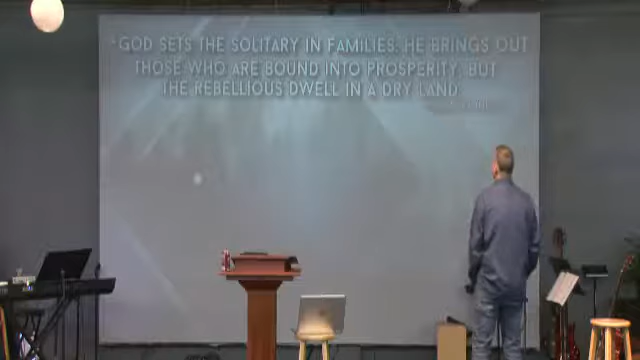 "GOD SETS THE SOLITARY IN FAMILIES; HE BRINGS OUT
THOSE WHO ARE BOUND INTO PROSPERITY; BUT
THE REBELLIOUS DWELL IN A DRY LAND.